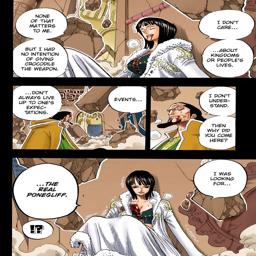 NONE OF
THAT
MATTERS
TO ME.
BUT I HAD
NO INTENTION
OF GIVING
CROCODILE
THE WEAPON.
I DON'T
CARE...
...ABOUT
KINGDOMS
OR PEOPLE'S
LIVES.
...DON'T
ALWAYS LIVE
UP TO ONE'S
EXPEC-
TATIONS.
EVENTS...
I DON'T
UNDER-
STAND.
THEN
WHY DID
YOU COME
HERE?
I WAS
LOOKING
FOR...
...THE
REAL
PONEGLIFF.
!?